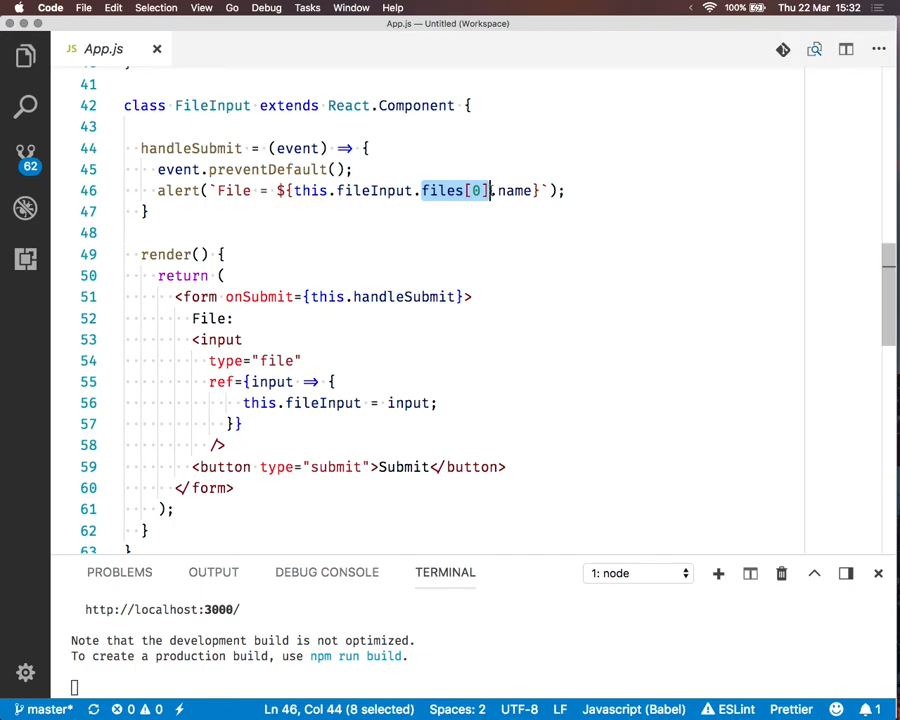 Code File Edit Selection View Go Debug Tasks Window Help 100% Thu 22 Mar 15:32
App.js — Untitled (Workspace)
JS App.js
41
42 class FileInput extends React.Component {
43
44 handleSubmit = (event) => {
45 event.preventDefault();
46 alert(`File = ${this.fileInput.files[0].name}`);
47 }
48
49 render() {
50 return (
51 <form onSubmit={this.handleSubmit}>
52 File:
53 <input
54 type="file"
55 ref={input => {
56 this.fileInput = input;
57 }}
58 />
59 <button type="submit">Submit</button>
60 </form>
61 );
62 }
63 }
62
PROBLEMS OUTPUT DEBUG CONSOLE TERMINAL 1: node
http://localhost:3000/
Note that the development build is not optimized.
To create a production build, use npm run build.
master* 0 0 Ln 46, Col 44 (8 selected) Spaces: 2 UTF-8 LF Javascript (Babel) ESLint Prettier 1